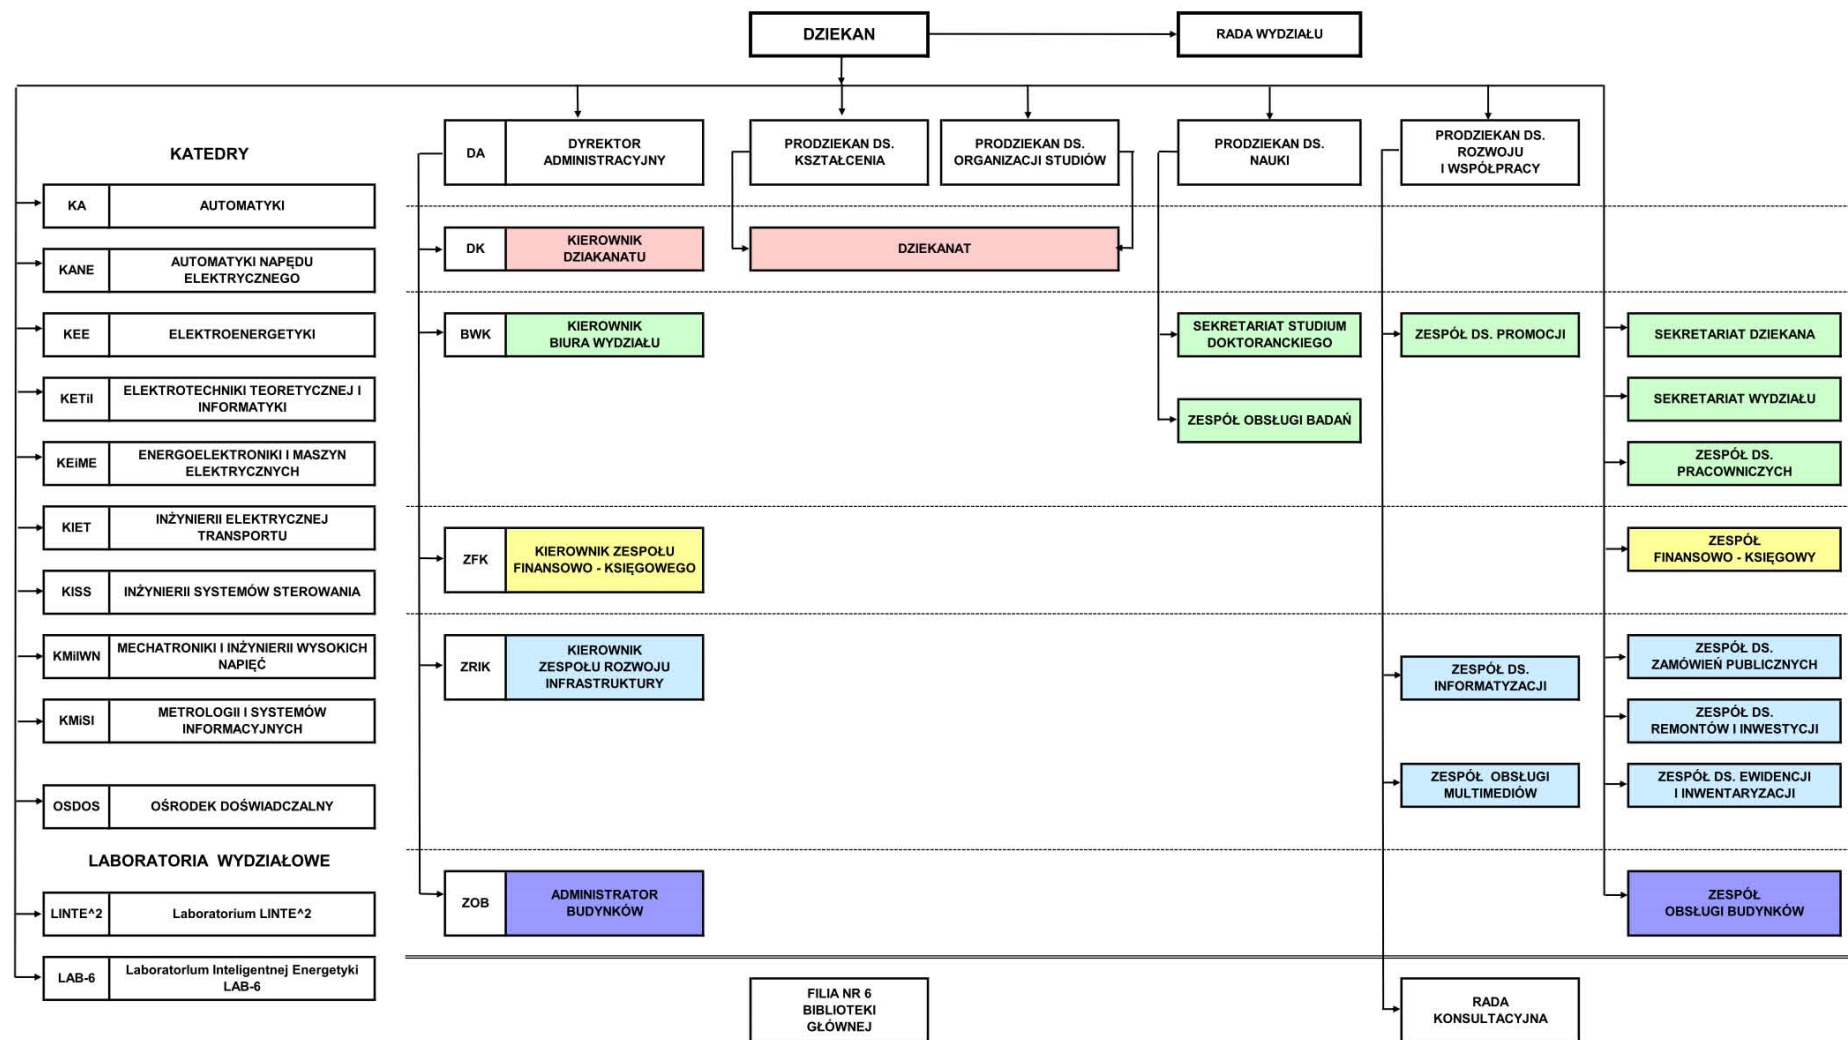 DZIEKAN
RADA WYDZIAŁU
KATEDRY
KA
AUTOMATYKI
KANE
AUTOMATYKI NAPĘDU
ELEKTRYCZNEGO
KEE
ELEKTROENERGETYKI
KETiI
ELEKTROTECHNIKI TEORETYCZNEJ I
INFORMATYKI
KEiME
ENERGOELEKTRONIKI I MASZYN
ELEKTRYCZNYCH
KIET
INŻYNIERII ELEKTRYCZNEJ
TRANSPORTU
KISS
INŻYNIERII SYSTEMÓW STEROWANIA
KMiIWN
MECHATRONIKI I INŻYNIERII WYSOKICH
NAPIĘĆ
KMiSI
METROLOGII I SYSTEMÓW
INFORMACYJNYCH
OSDOS
OŚRODEK DOŚWIADCZALNY
LABORATORIA WYDZIAŁOWE
LINTE^2
Laboratorium LINTE^2
LAB-6
Laboratorlum Inteligentnej Energetyki
LAB-6
DA
DYREKTOR
ADMINISTRACYJNY
DK
KIEROWNIK
DZIAKANATU
BWK
KIEROWNIK
BIURA WYDZIAŁU
ZFK
KIEROWNIK ZESPOŁU
FINANSOWO - KSIĘGOWEGO
ZRIK
KIEROWNIK
ZESPOŁU ROZWOJU
INFRASTRUKTURY
ZOB
ADMINISTRATOR
BUDYNKÓW
PRODZIEKAN DS.
KSZTAŁCENIA
PRODZIEKAN DS.
ORGANIZACJI STUDIÓW
DZIEKANAT
FILIA NR 6
BIBLIOTEKI
GŁÓWNEJ
PRODZIEKAN DS.
NAUKI
SEKRETARIAT STUDIUM
DOKTORANCKIEGO
ZESPÓŁ OBSŁUGI BADAŃ
PRODZIEKAN DS.
ROZWOJU
I WSPÓŁPRACY
ZESPÓŁ DS. PROMOCJI
ZESPÓŁ DS.
INFORMATYZACJI
ZESPÓŁ OBSŁUGI
MULTIMEDIÓW
RADA
KONSULTACYJNA
SEKRETARIAT DZIEKANA
SEKRETARIAT WYDZIAŁU
ZESPÓŁ DS.
PRACOWNICZYCH
ZESPÓŁ
FINANSOWO - KSIĘGOWY
ZESPÓŁ DS.
ZAMÓWIEŃ PUBLICZNYCH
ZESPÓŁ DS.
REMONTÓW I INWESTYCJI
ZESPÓŁ DS. EWIDENCJI
I INWENTARYZACJI
ZESPÓŁ
OBSŁUGI BUDYNKÓW